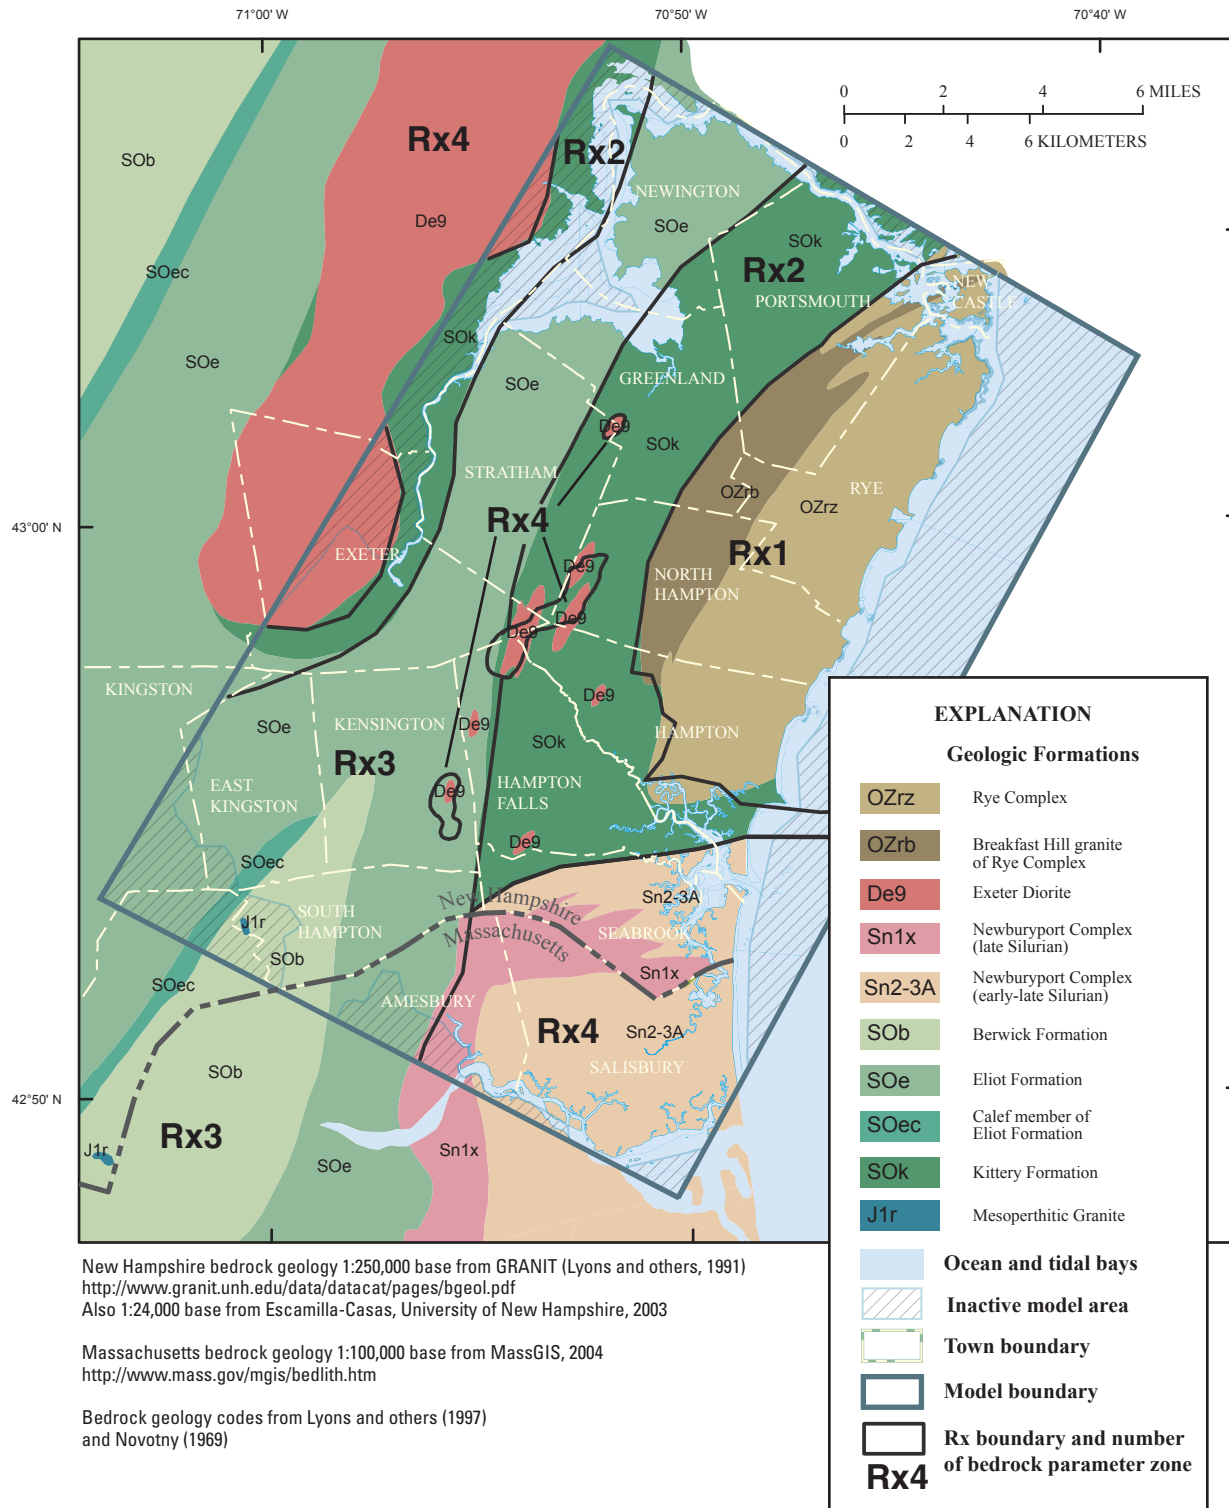 71°00' W
70°50' W
70°40' W
0 2 4 6 MILES
0 2 4 6 KILOMETERS
Rx4
Rx2
SOb
NEWINGTON
De9
SOe
SOk
Rx2
SOec
NEW
CASTLE
PORTSMOUTH
SOk
SOe
GREENLAND
SOe
De9
SOk
STRATHAM
OZrb
RYE
OZrz
Rx4
43°00' N
EXETER
Rx1
De9
NORTH
HAMPTON
De9
De9
KINGSTON
De9
SOe
KENSINGTON
De9
HAMPTON
SOk
Rx3
EAST
KINGSTON
De9
HAMPTON
FALLS
De9
SOec
New Hampshire
Massachusetts
Sn2-3A
SOUTH
HAMPTON
J1r
SEABROOK
SOb
Sn1x
SOec
AMESBURY
Rx4
Sn2-3A
SALISBURY
SOb
42°50' N
Rx3
J1r
SOe
Sn1x
EXPLANATION
Geologic Formations
OZrz Rye Complex
OZrb Breakfast Hill granite
of Rye Complex
De9 Exeter Diorite
Sn1x Newburyport Complex
(late Silurian)
Sn2-3A Newburyport Complex
(early-late Silurian)
SOb Berwick Formation
SOe Eliot Formation
SOec Calef member of
Eliot Formation
SOk Kittery Formation
J1r Mesoperthitic Granite
Ocean and tidal bays
Inactive model area
Town boundary
Model boundary
Rx boundary and number
of bedrock parameter zone
Rx4
New Hampshire bedrock geology 1:250,000 base from GRANIT (Lyons and others, 1991)
http://www.granit.unh.edu/data/datacat/pages/bgeol.pdf
Also 1:24,000 base from Escamilla-Casas, University of New Hampshire, 2003
Massachusetts bedrock geology 1:100,000 base from MassGIS, 2004
http://www.mass.gov/mgis/bedlith.htm
Bedrock geology codes from Lyons and others (1997)
and Novotny (1969)